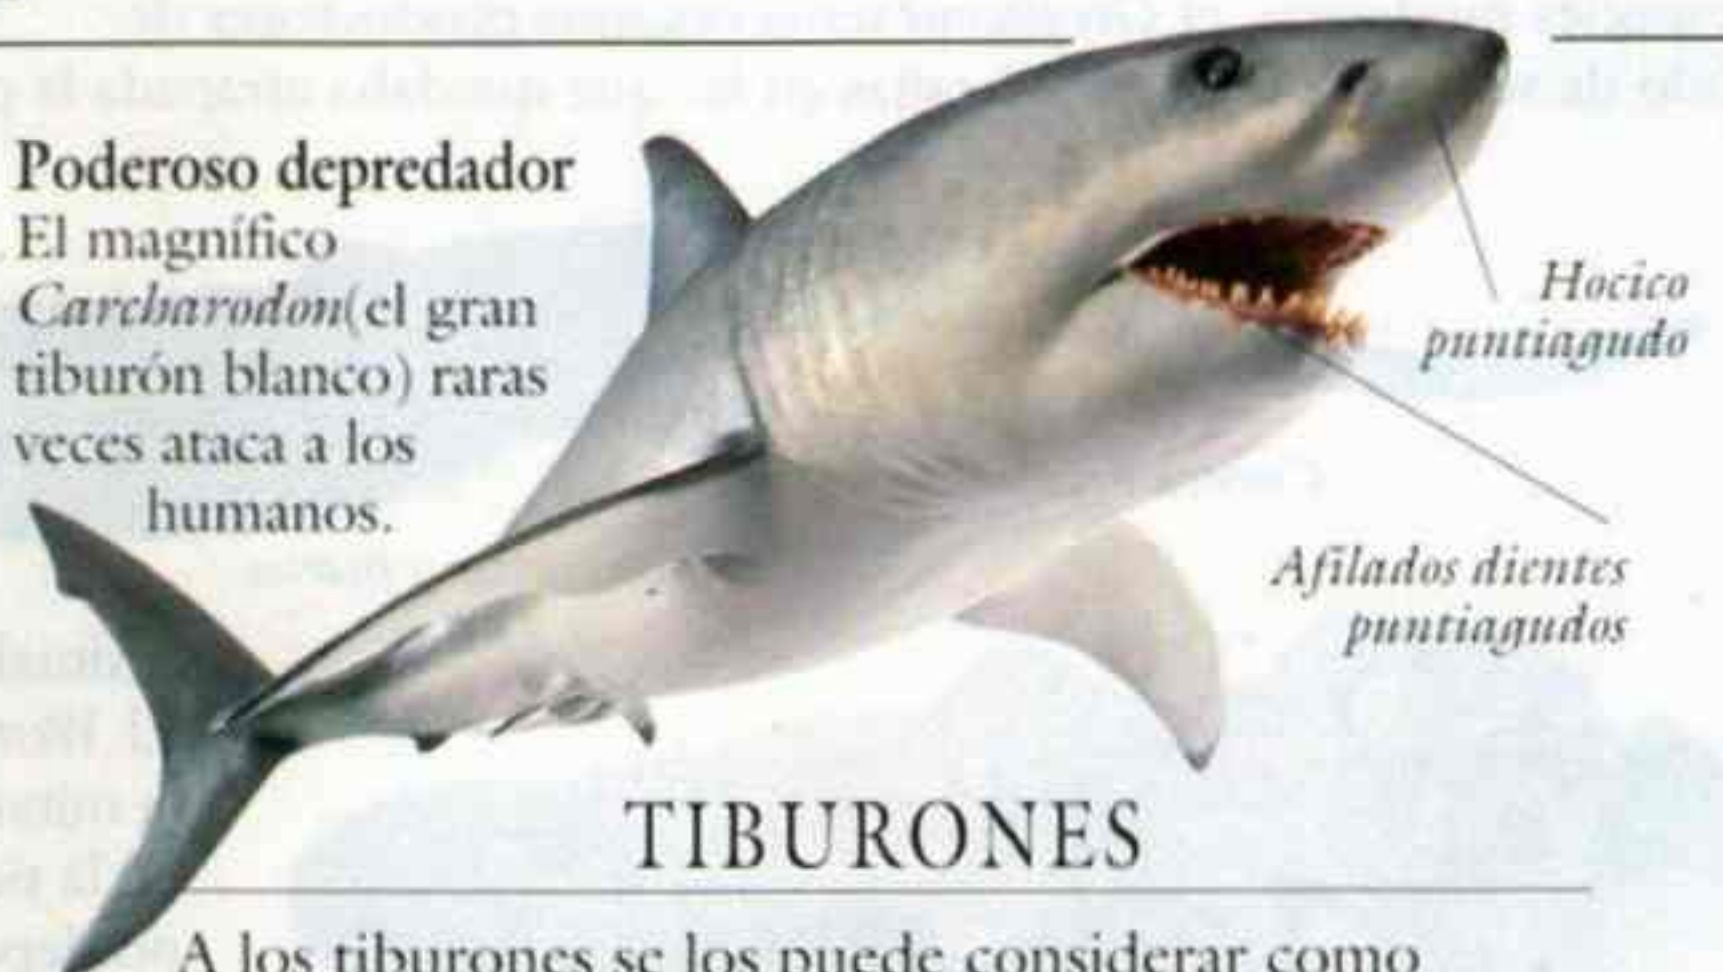 Poderoso depredador
El magnífico
Carcharodon(el gran
tiburón blanco) raras
veces ataca a los
humanos.
Hocico
puntiagudo
Afilados dientes
puntiagudos
TIBURONES
A los tiburones se los puede considerar como